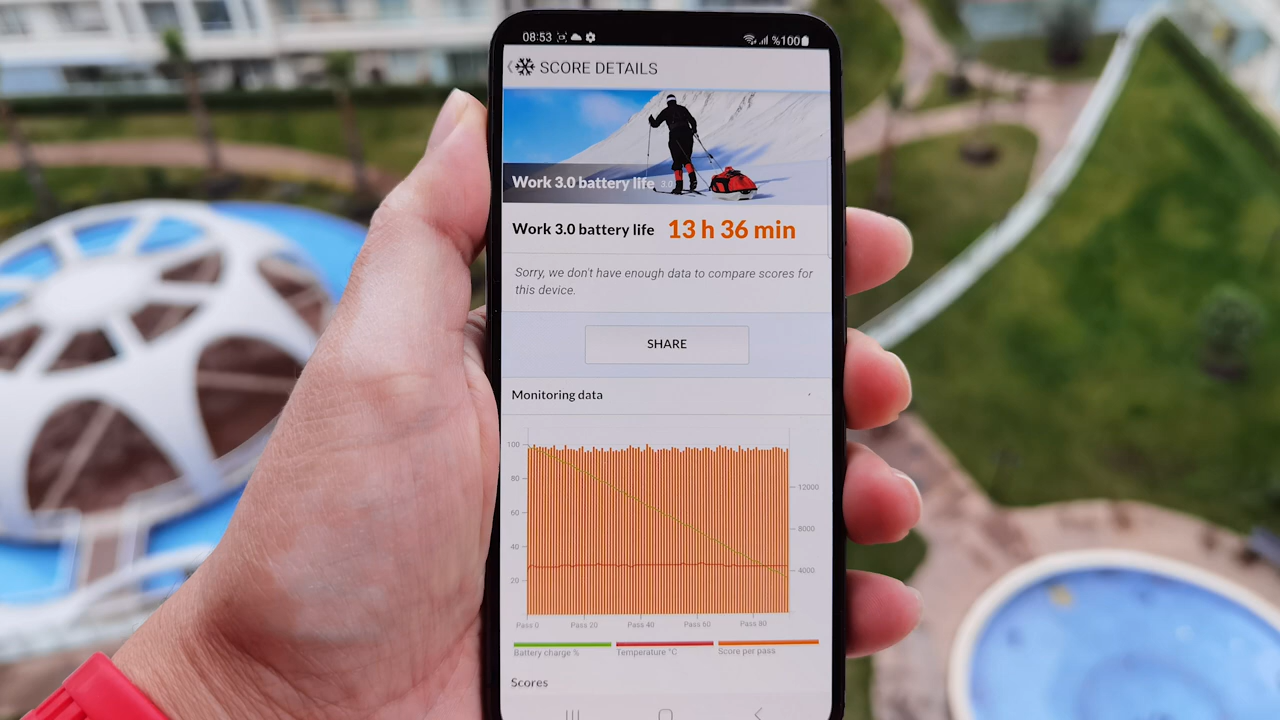 08:53 %100
SCORE DETAILS
Work 3.0 battery life 3.0
Work 3.0 battery life 13 h 36 min
Sorry, we don't have enough data to compare scores for
this device.
SHARE
Monitoring data
100
80
60
40
20
12000
8000
4000
Pass 0 Pass 20 Pass 40 Pass 60 Pass 80
Battery charge % Temperature °C Score per pass
Scores